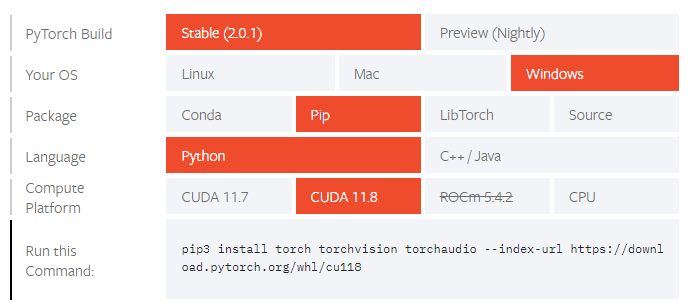 PyTorch Build
Stable (2.0.1)
Preview (Nightly)
Your OS
Linux
Mac
Windows
Package
Conda
Pip
LibTorch
Source
Language
Python
C++ / Java
Compute
Platform
CUDA 11.7
CUDA 11.8
ROCm 5.4.2
CPU
Run this
Command:
pip3 install torch torchvision torchaudio --index-url https://downl
oad.pytorch.org/whl/cu118